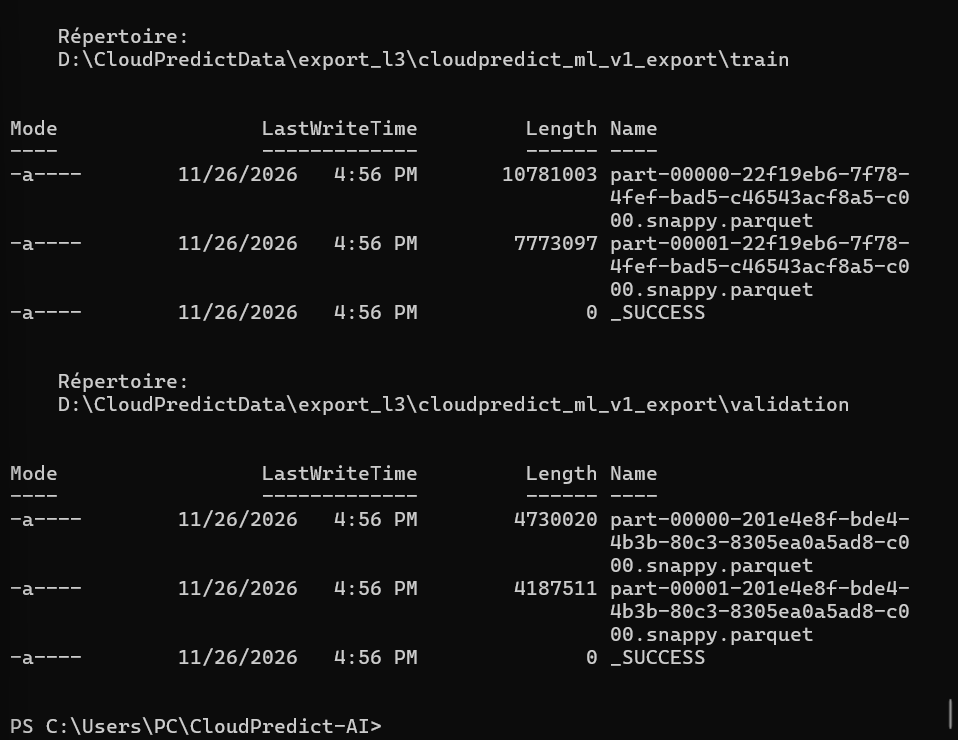 Répertoire:
D:\CloudPredictData\export_l3\cloudpredict_ml_v1_export\train
Mode                 LastWriteTime         Length Name
----                 -------------         ------ ----
-a----        11/26/2026   4:56 PM       10781003 part-00000-22f19eb6-7f78-
4fef-bad5-c46543acf8a5-c0
00.snappy.parquet
-a----        11/26/2026   4:56 PM        7773097 part-00001-22f19eb6-7f78-
4fef-bad5-c46543acf8a5-c0
00.snappy.parquet
-a----        11/26/2026   4:56 PM              0 _SUCCESS
Répertoire:
D:\CloudPredictData\export_l3\cloudpredict_ml_v1_export\validation
Mode                 LastWriteTime         Length Name
----                 -------------         ------ ----
-a----        11/26/2026   4:56 PM        4730020 part-00000-201e4e8f-bde4-
4b3b-80c3-8305ea0a5ad8-c0
00.snappy.parquet
-a----        11/26/2026   4:56 PM        4187511 part-00001-201e4e8f-bde4-
4b3b-80c3-8305ea0a5ad8-c0
00.snappy.parquet
-a----        11/26/2026   4:56 PM              0 _SUCCESS
PS C:\Users\PC\CloudPredict-AI>